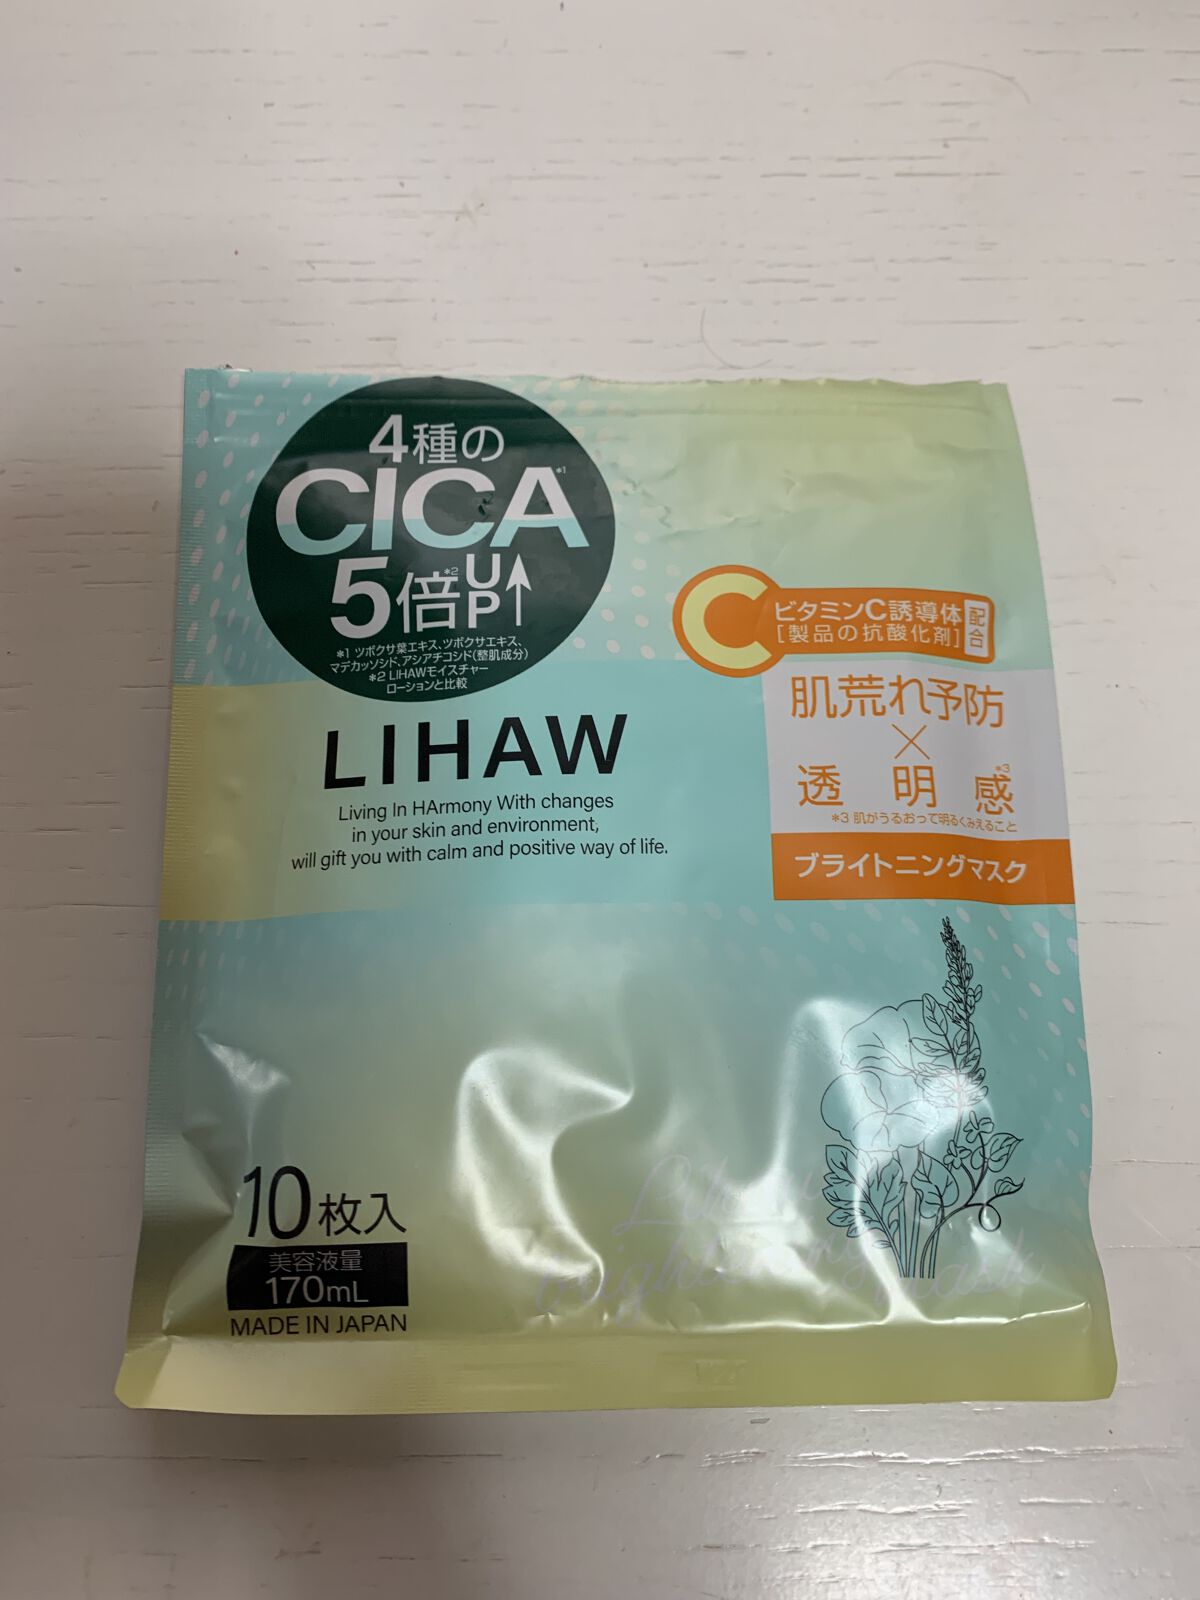 4種の
CICA*1
5倍*2UP↑
*1 ツボクサ葉エキス、ツボクサエキス、
マデカッソシド、アシアチコシド(整肌成分)
*2 LIHAWモイスチャー
ローションと比較
C
ビタミンC誘導体
[製品の抗酸化剤]
配合
肌荒れ予防
×
透明感*3
*3 肌がうるおって明るくみえること
ブライトニングマスク
LIHAW
Living In HArmony With changes
in your skin and environment,
will gift you with calm and positive way of life.
10枚入
美容液量
170mL
MADE IN JAPAN
Lihaw
brightening mask